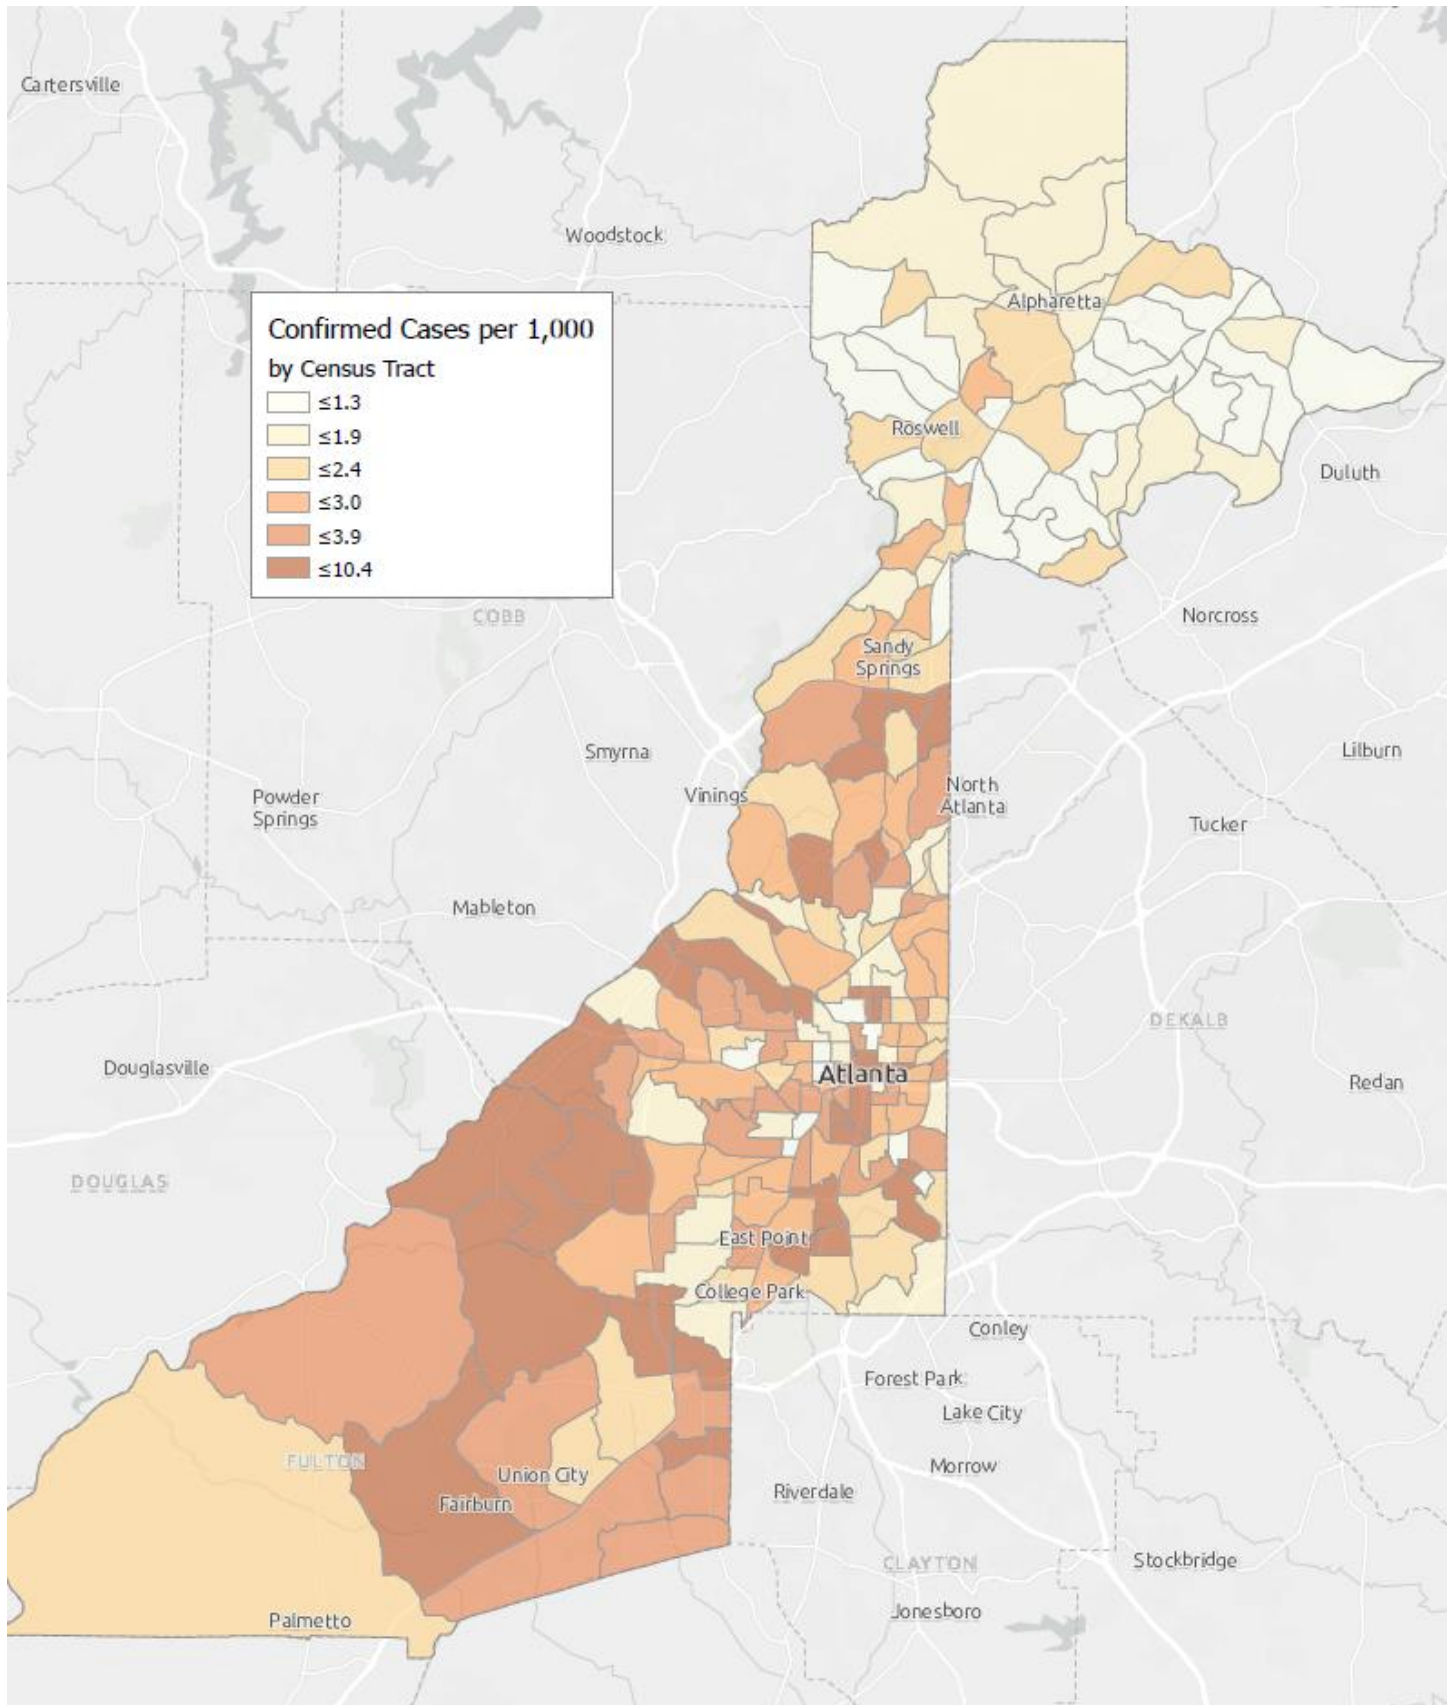 Cartersville
Woodstock
Confirmed Cases per 1,000
by Census Tract
≤1.3
≤1.9
≤2.4
≤3.0
≤3.9
≤10.4
Alpharetta
Roswell
Duluth
COBB
Norcross
Sandy
Springs
Smyrna
Lilburn
Vinings
North
Atlanta
Powder
Springs
Tucker
Mableton
DEKALB
Douglasville
Atlanta
Redan
DOUGLAS
East Point
College Park
Conley
Forest Park
Lake City
FULTON
Union City
Morrow
Riverdale
Fairburn
CLAYTON
Stockbridge
Jonesboro
Palmetto